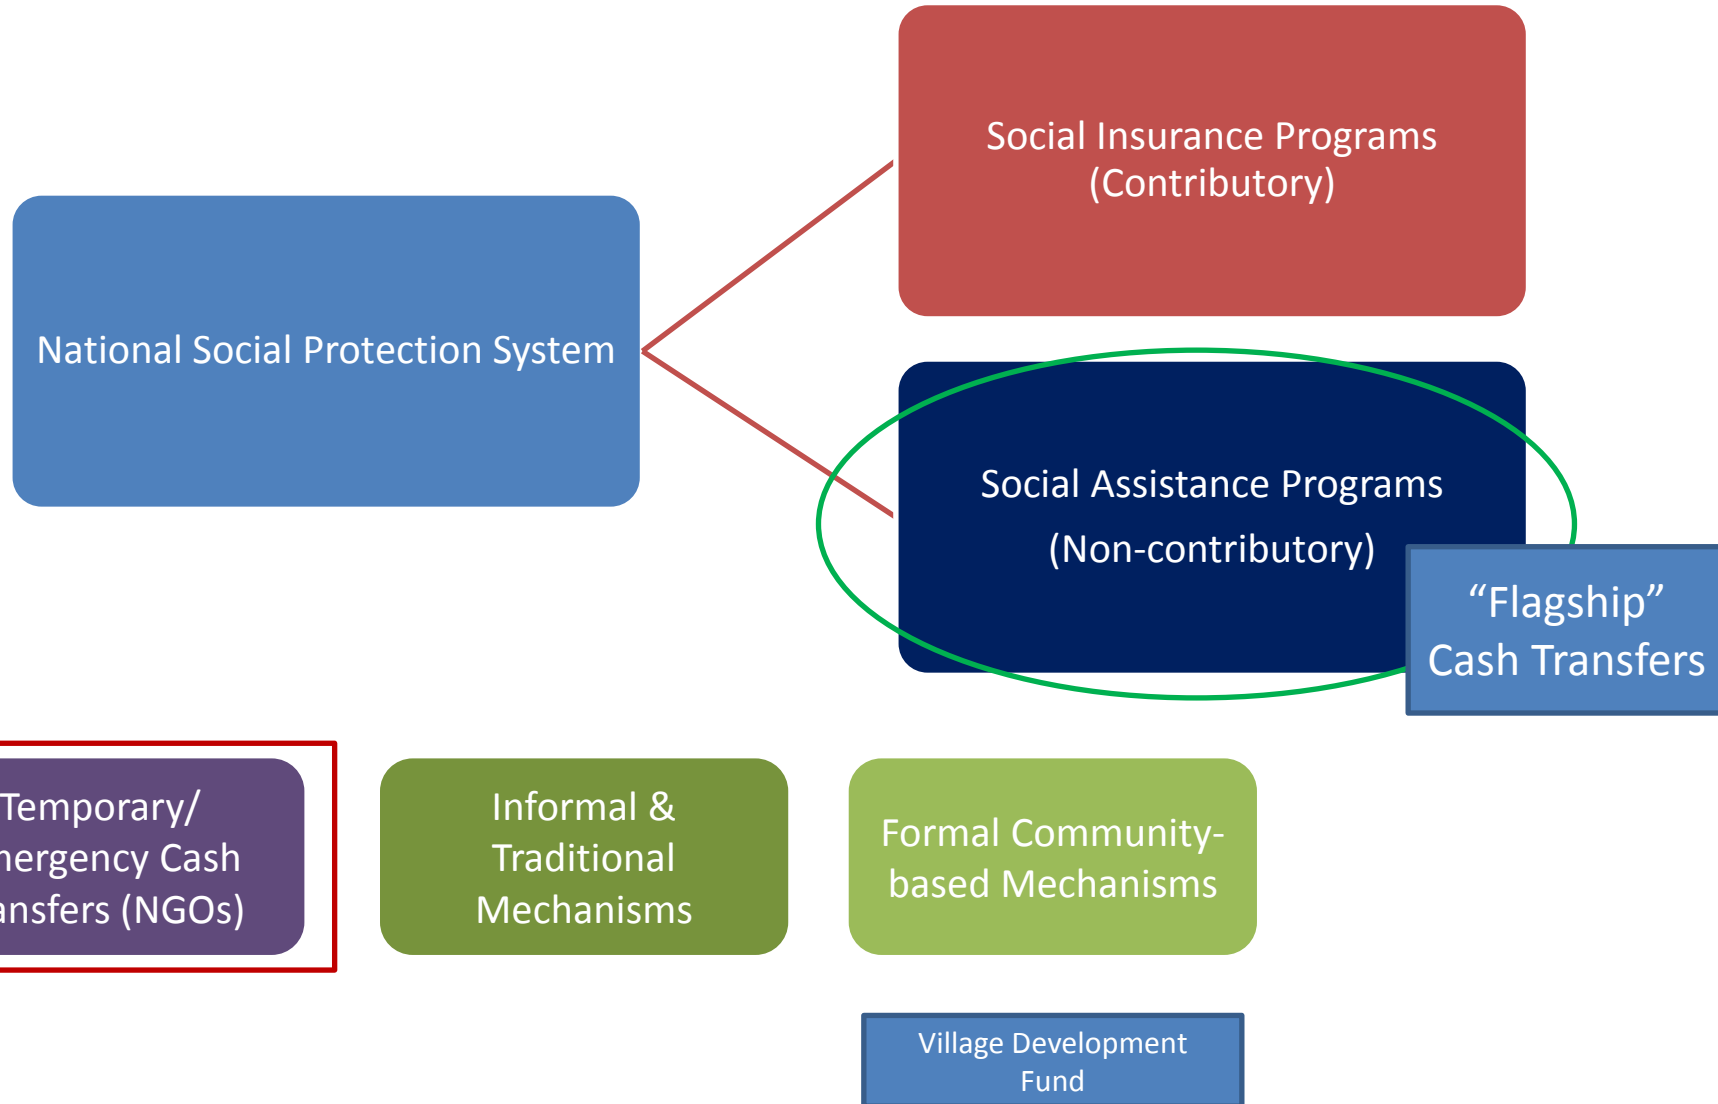 Social Insurance Programs
(Contributory)
National Social Protection System
Social Assistance Programs
(Non-contributory)
“Flagship”
Cash Transfers
Temporary/
mergency Cash
ansfers (NGOs)
Informal &
Traditional
Mechanisms
Formal Community-
based Mechanisms
Village Development
Fund